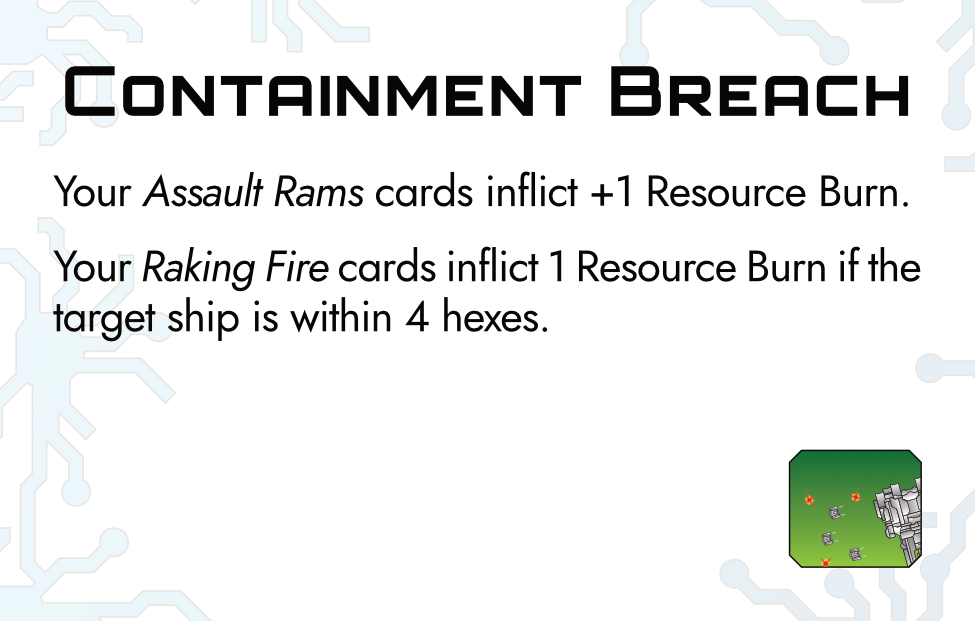 Containment Breach
Your Assault Rams cards inflict +1 Resource Burn.
Your Raking Fire cards inflict 1 Resource Burn if the
target ship is within 4 hexes.